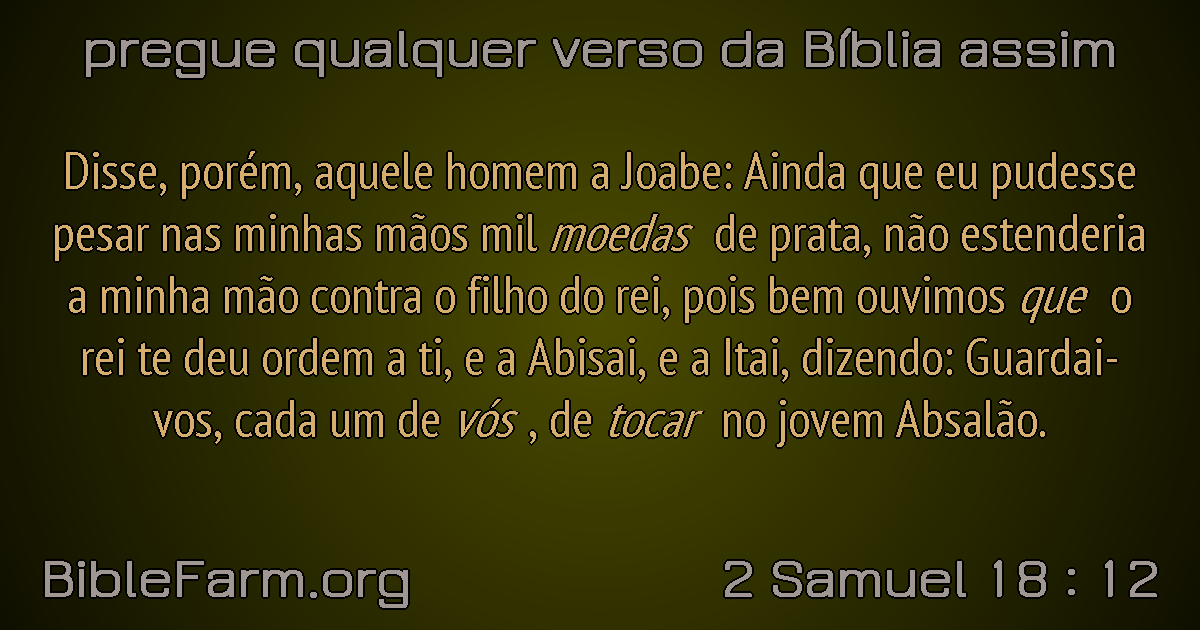 pregue qualquer verso da Bíblia assim
Disse, porém, aquele homem a Joabe: Ainda que eu pudesse
pesar nas minhas mãos mil moedas de prata, não estenderia
a minha mão contra o filho do rei, pois bem ouvimos que o
rei te deu ordem a ti, e a Abisai, e a Itai, dizendo: Guardai-
vos, cada um de vós , de tocar no jovem Absalão.
BibleFarm.org
2 Samuel 18 : 12